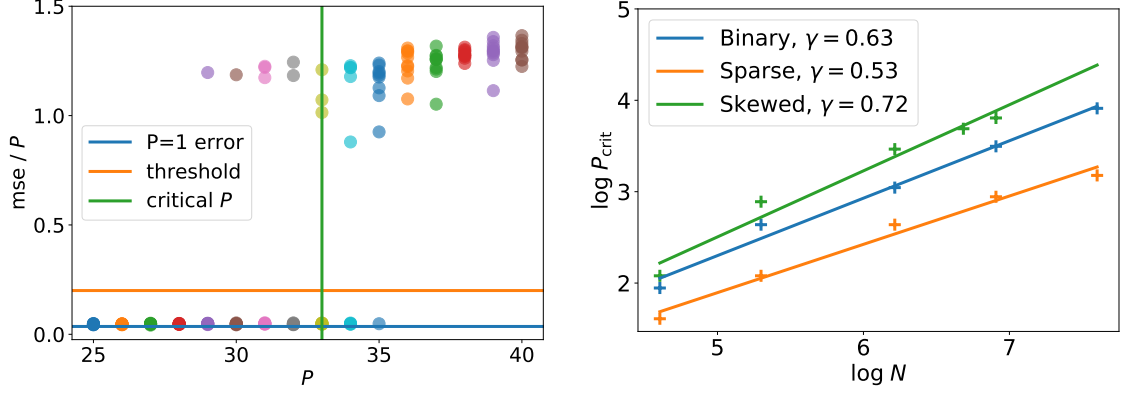 1.5
1.0
0.5
0.0
mse / P
25
30
35
40
P
P=1 error
threshold
critical P
5
4
3
2
log P_crit
5
6
7
log N
Binary, γ = 0.63
Sparse, γ = 0.53
Skewed, γ = 0.72